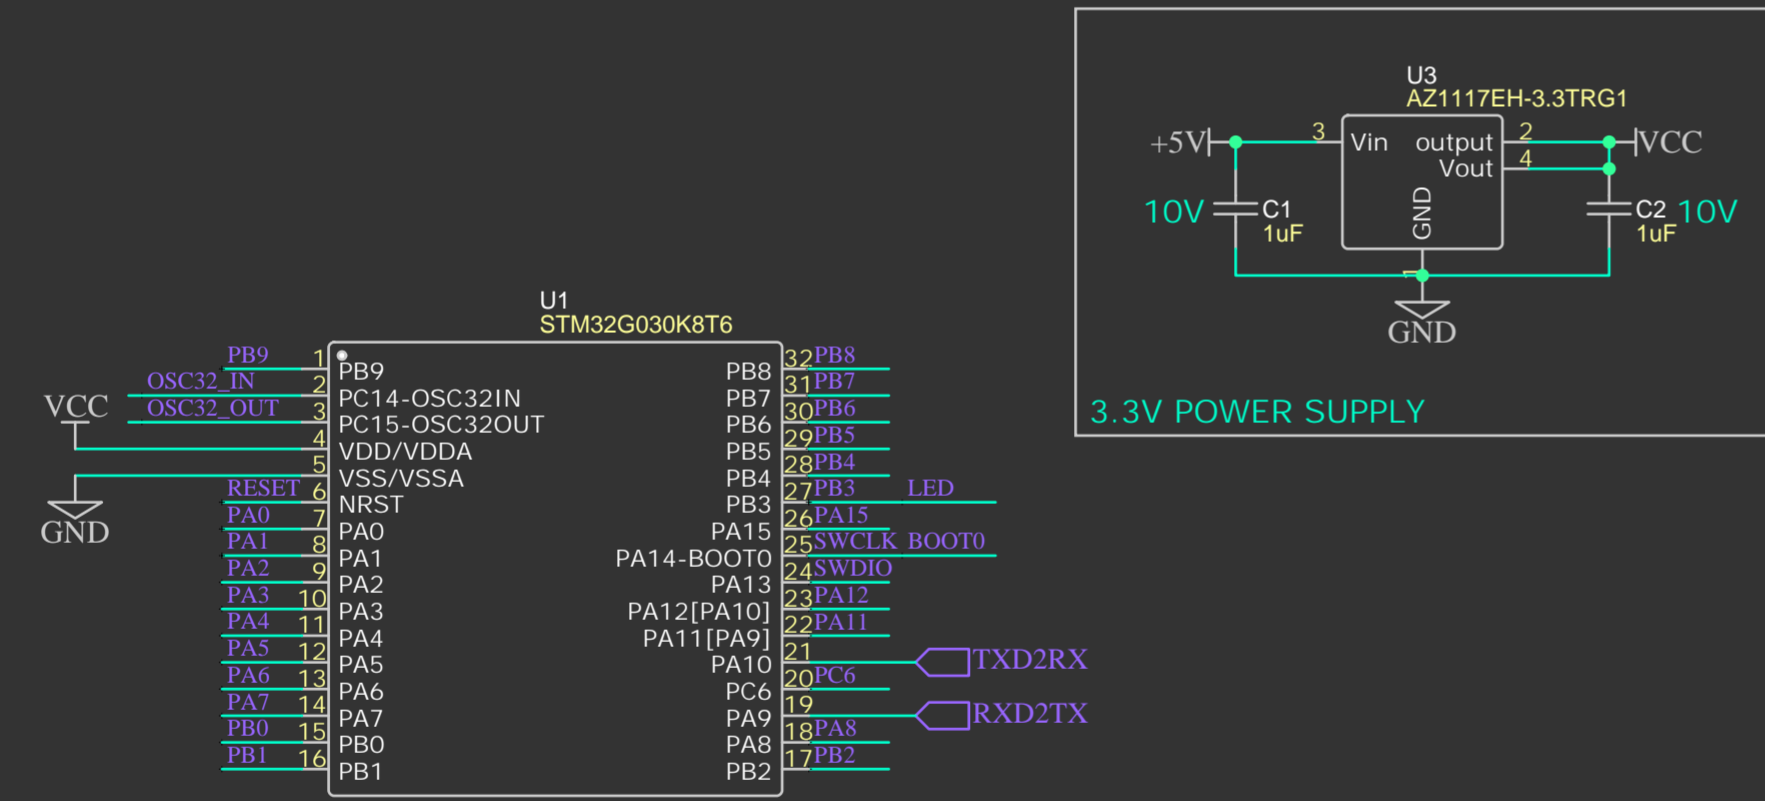 U3
AZ1117EH-3.3TRG1
+5V
3
Vin
output
2
VCC
Vout
4
10V
C1
1uF
GND
C2
1uF
10V
1
GND
3.3V POWER SUPPLY
U1
STM32G030K8T6
PB9 1 PB9
OSC32_IN 2 PC14-OSC32IN
OSC32_OUT 3 PC15-OSC32OUT
VCC
4 VDD/VDDA
5 VSS/VSSA
GND
RESET 6 NRST
PA0 7 PA0
PA1 8 PA1
PA2 9 PA2
PA3 10 PA3
PA4 11 PA4
PA5 12 PA5
PA6 13 PA6
PA7 14 PA7
PB0 15 PB0
PB1 16 PB1
PB8 32 PB8
PB7 31 PB7
PB6 30 PB6
PB5 29 PB5
PB4 28 PB4
PB3 27 PB3 LED
PA15 26 PA15
PA14-BOOT0 25 SWCLK BOOT0
PA13 24 SWDIO
PA12[PA10] 23 PA12
PA11[PA9] 22 PA11
PA10 21 TXD2RX
PC6 20 PC6
PA9 19 RXD2TX
PA8 18 PA8
PB2 17 PB2